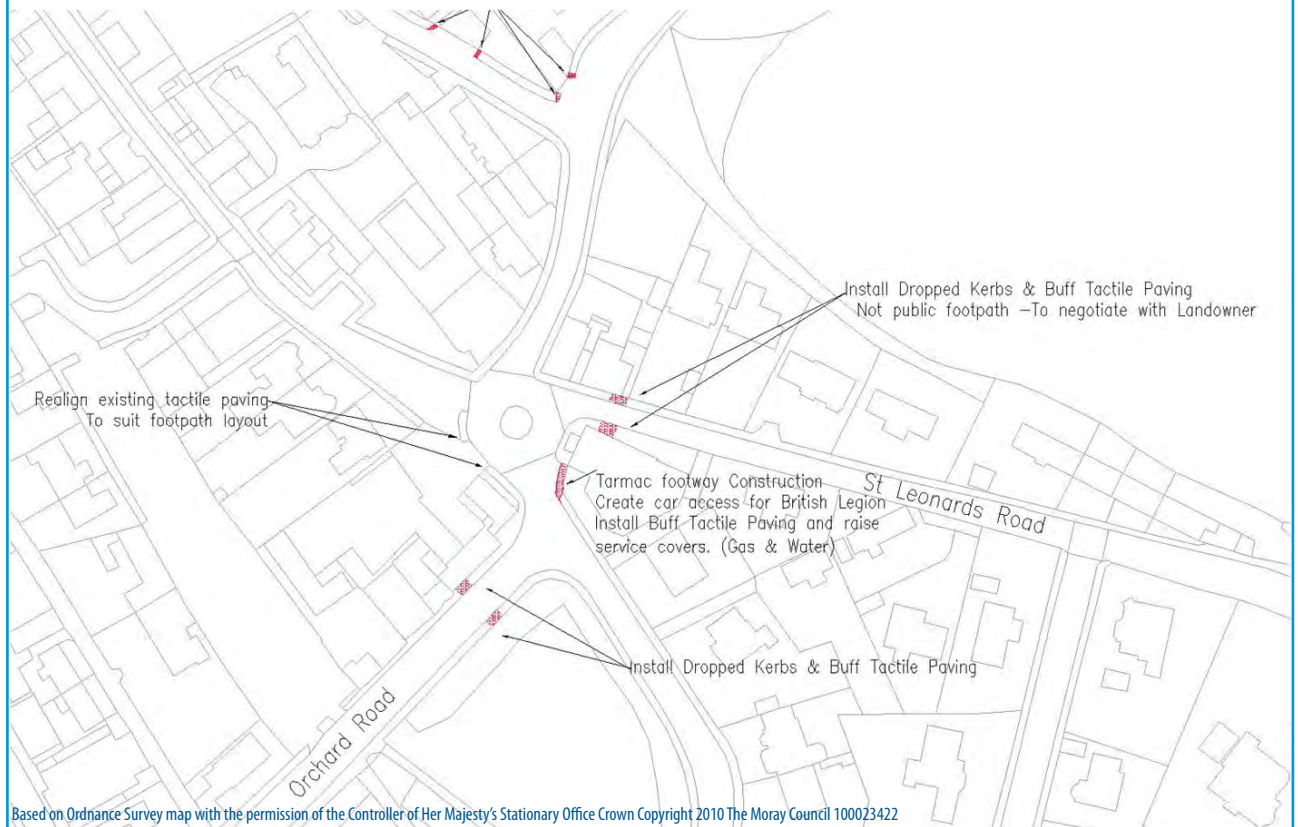 Install Dropped Kerbs & Buff Tactile Paving
Not public footpath -To negotiate with Landowner
Realign existing tactile paving
To suit footpath layout
Tarmac footway Construction
Create car access for British Legion
Install Buff Tactile Paving and raise
service covers. (Gas & Water)
St Leonards Road
Install Dropped Kerbs & Buff Tactile Paving
Orchard Road
Based on Ordnance Survey map with the permission of the Controller of Her Majesty's Stationary Office Crown Copyright 2010 The Moray Council 100023422